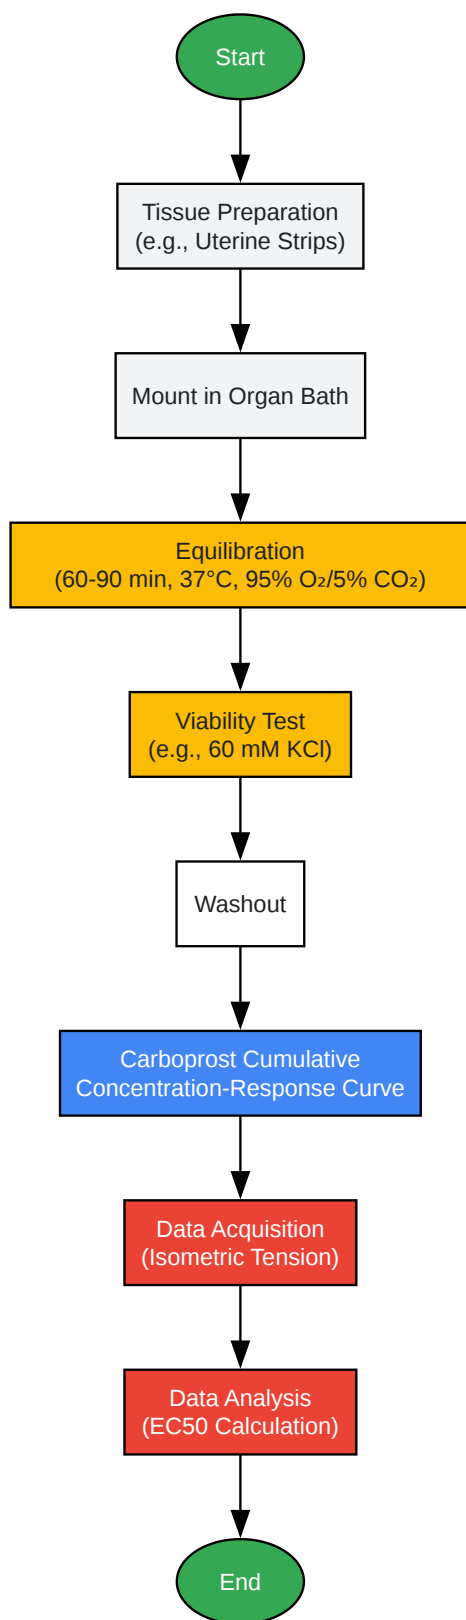 Start
Tissue Preparation
(e.g., Uterine Strips)
Mount in Organ Bath
Equilibration
(60-90 min, 37°C, 95% O₂/5% CO₂)
Viability Test
(e.g., 60 mM KCl)
Washout
Carboprost Cumulative
Concentration-Response Curve
Data Acquisition
(Isometric Tension)
Data Analysis
(EC50 Calculation)
End